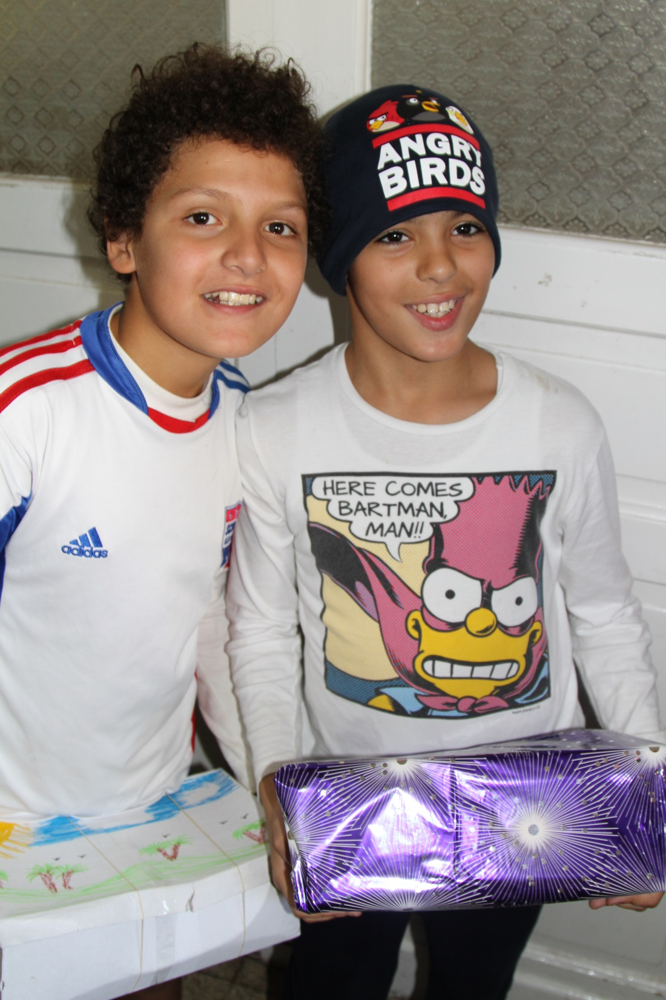 ANGRY
BIRDS
HERE COMES
BARTMAN,
MAN!!
adidas